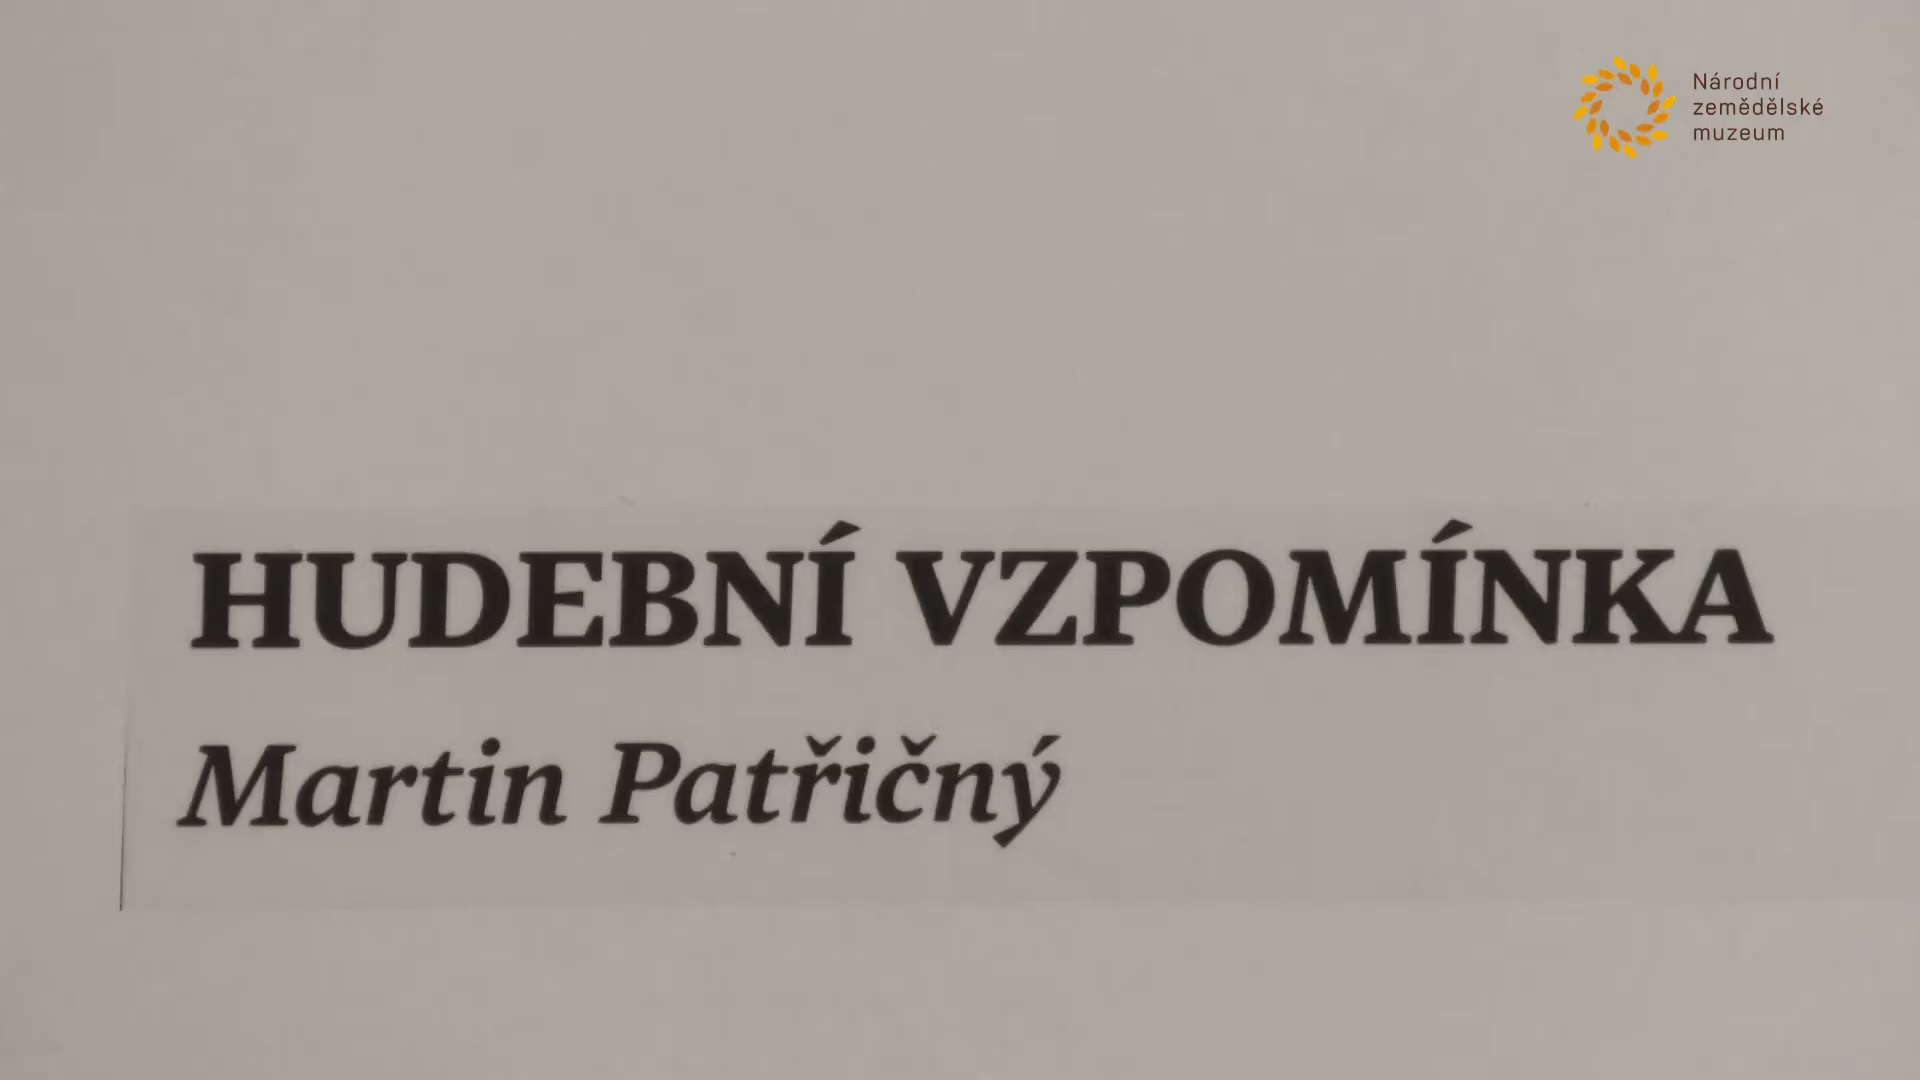 Národní
zemědělské
muzeum
HUDEBNÍ VZPOMÍNKA
Martin Patřičný